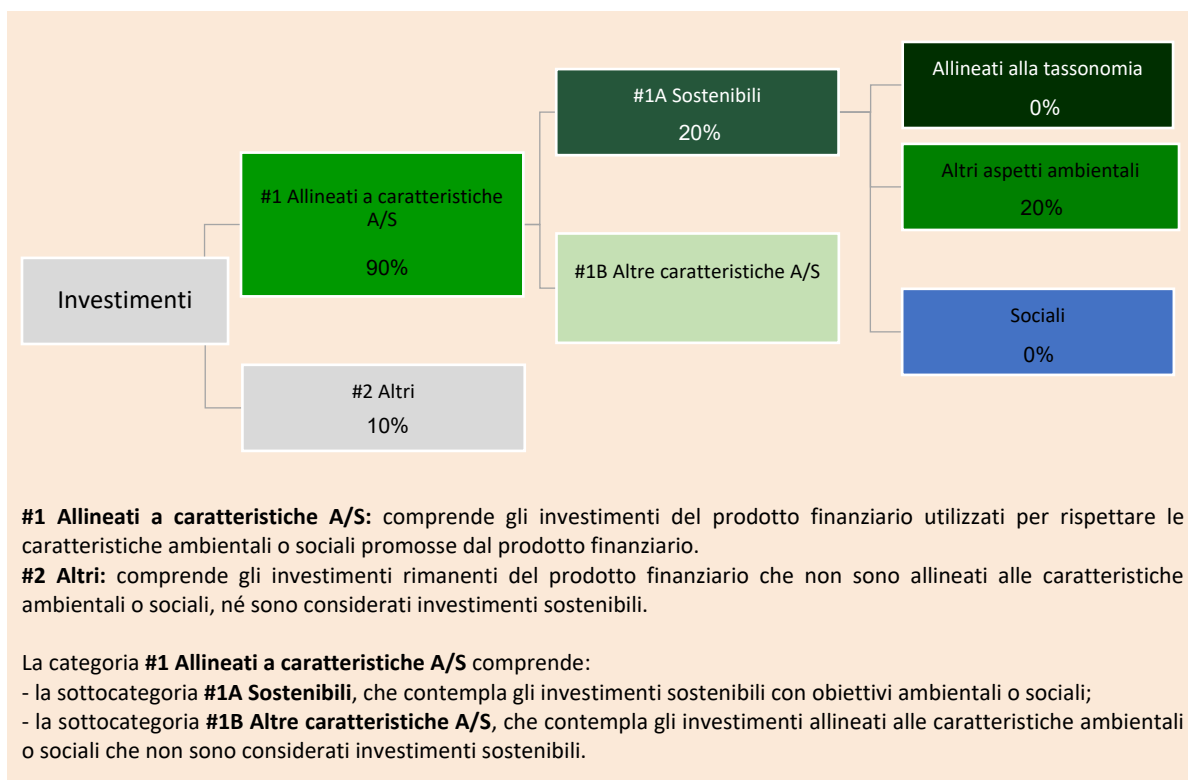 Investimenti
#1 Allineati a caratteristiche
A/S
90%
#2 Altri
10%
#1A Sostenibili
20%
#1B Altre caratteristiche A/S
Allineati alla tassonomia
0%
Altri aspetti ambientali
20%
Sociali
0%
#1 Allineati a caratteristiche A/S: comprende gli investimenti del prodotto finanziario utilizzati per rispettare le
caratteristiche ambientali o sociali promosse dal prodotto finanziario.
#2 Altri: comprende gli investimenti rimanenti del prodotto finanziario che non sono allineati alle caratteristiche
ambientali o sociali, né sono considerati investimenti sostenibili.
La categoria #1 Allineati a caratteristiche A/S comprende:
- la sottocategoria #1A Sostenibili, che contempla gli investimenti sostenibili con obiettivi ambientali o sociali;
- la sottocategoria #1B Altre caratteristiche A/S, che contempla gli investimenti allineati alle caratteristiche ambientali
o sociali che non sono considerati investimenti sostenibili.